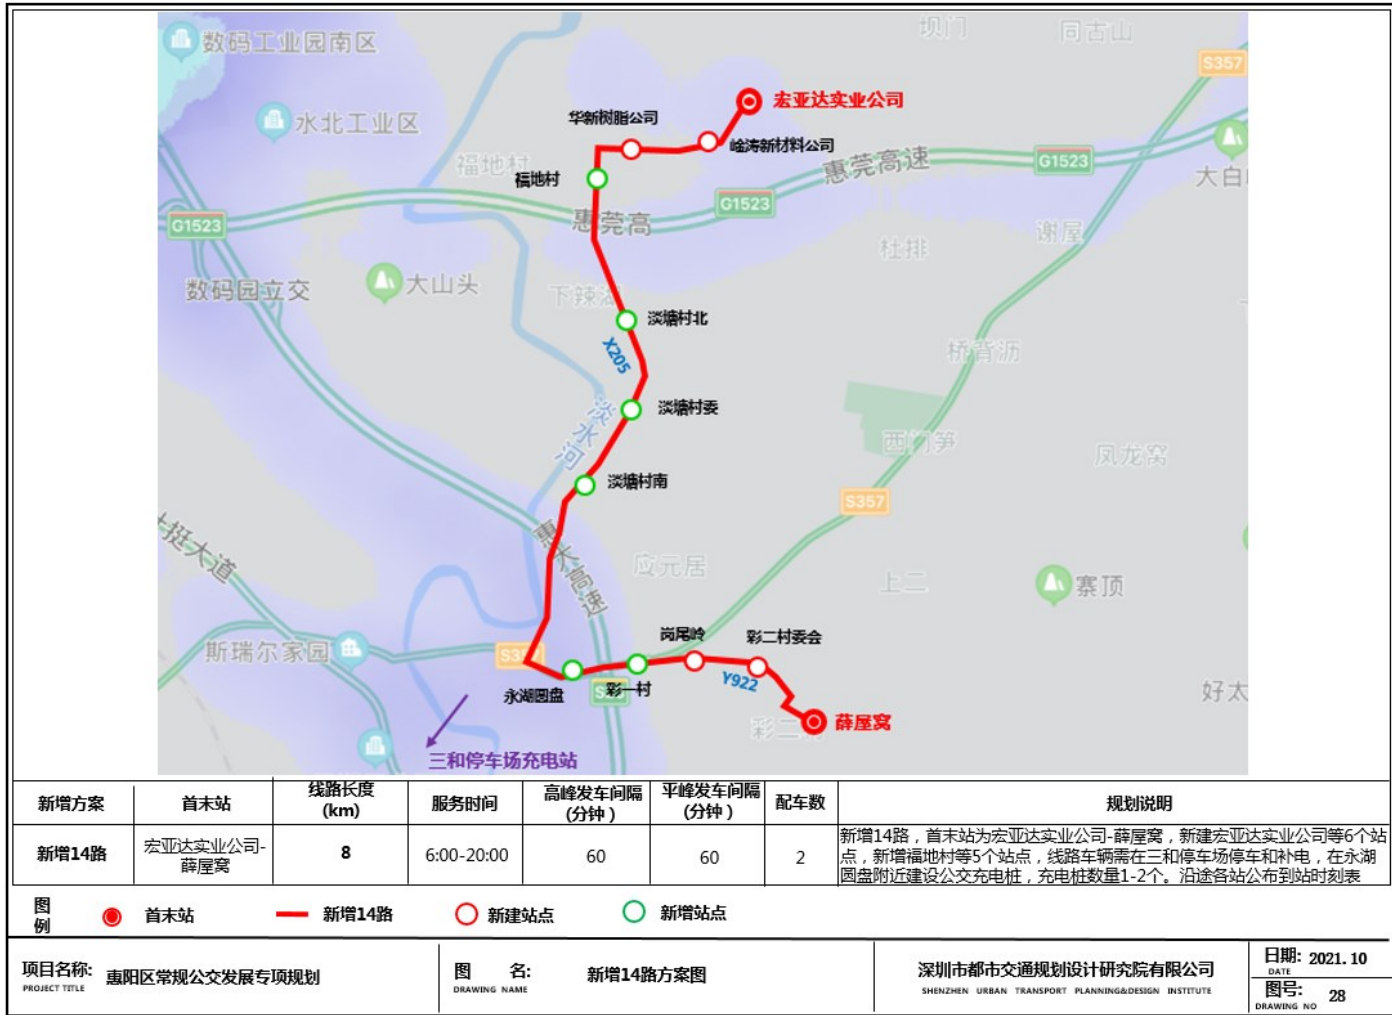 数码工业园南区
坝门
同古山
S357
宏亚达实业公司
华新树脂公司
水北工业区
崯涛新材料公司
福地村
福地村
惠莞高速
G1523
大白
G1523
G1523
惠莞高
谢屋
杜排
数码园立交
大山头
下辣湖
淡塘村北
X205
桥背沥
淡塘村委
淡水河
西门笋
凤龙窝
淡塘村南
S357
惠大高速
挺大道
应元居
上二
寨顶
斯瑞尔家园
S357
岗尾岭
彩二村委会
永湖圆盘
彩一村
Y922
好太
彩二
薛屋窝
三和停车场充电站
新增方案 首末站 线路长度(km) 服务时间 高峰发车间隔(分钟) 平峰发车间隔(分钟) 配车数 规划说明
新增14路 宏亚达实业公司-薛屋窝 8 6:00-20:00 60 60 2 新增14路，首末站为宏亚达实业公司-薛屋窝，新建宏亚达实业公司等6个站
点，新增福地村等5个站点，线路车辆需在三和停车场停车和补电，在永湖
圆盘附近建设公交充电桩，充电桩数量1-2个。沿途各站公布到站时刻表
图例 首末站 新增14路 新建站点 新增站点
项目名称: 惠阳区常规公交发展专项规划 图 名: 新增14路方案图 深圳市都市交通规划设计研究院有限公司 日期: 2021.10
PROJECT TITLE DRAWING NAME SHENZHEN URBAN TRANSPORT PLANNING&DESIGN INSTITUTE DATE
图号: 28
DRAWING NO